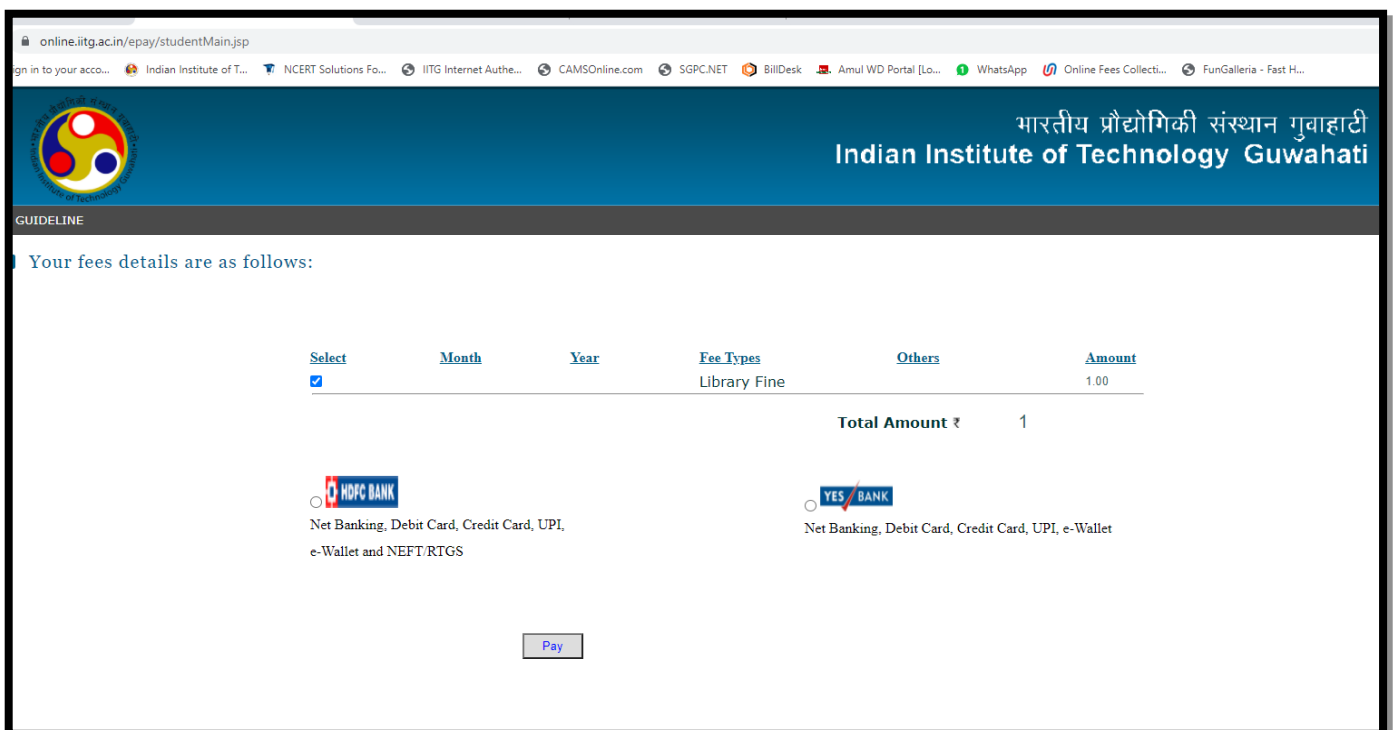 online.iitg.ac.in/epay/studentMain.jsp
ign in to your acco... Indian Institute of T... NCERT Solutions Fo... IITG Internet Authe... CAMSOnline.com SGPC.NET BillDesk Amul WD Portal [Lo... WhatsApp Online Fees Collecti... FunGalleria - Fast H...
भारतीय प्रौद्योगिकी संस्थान गुवाहाटी
Indian Institute of Technology Guwahati
GUIDELINE
Your fees details are as follows:
Select Month Year Fee Types Others Amount
Library Fine 1.00
Total Amount ₹ 1
HDFC BANK
Net Banking, Debit Card, Credit Card, UPI,
e-Wallet and NEFT/RTGS
YES BANK
Net Banking, Debit Card, Credit Card, UPI, e-Wallet
Pay